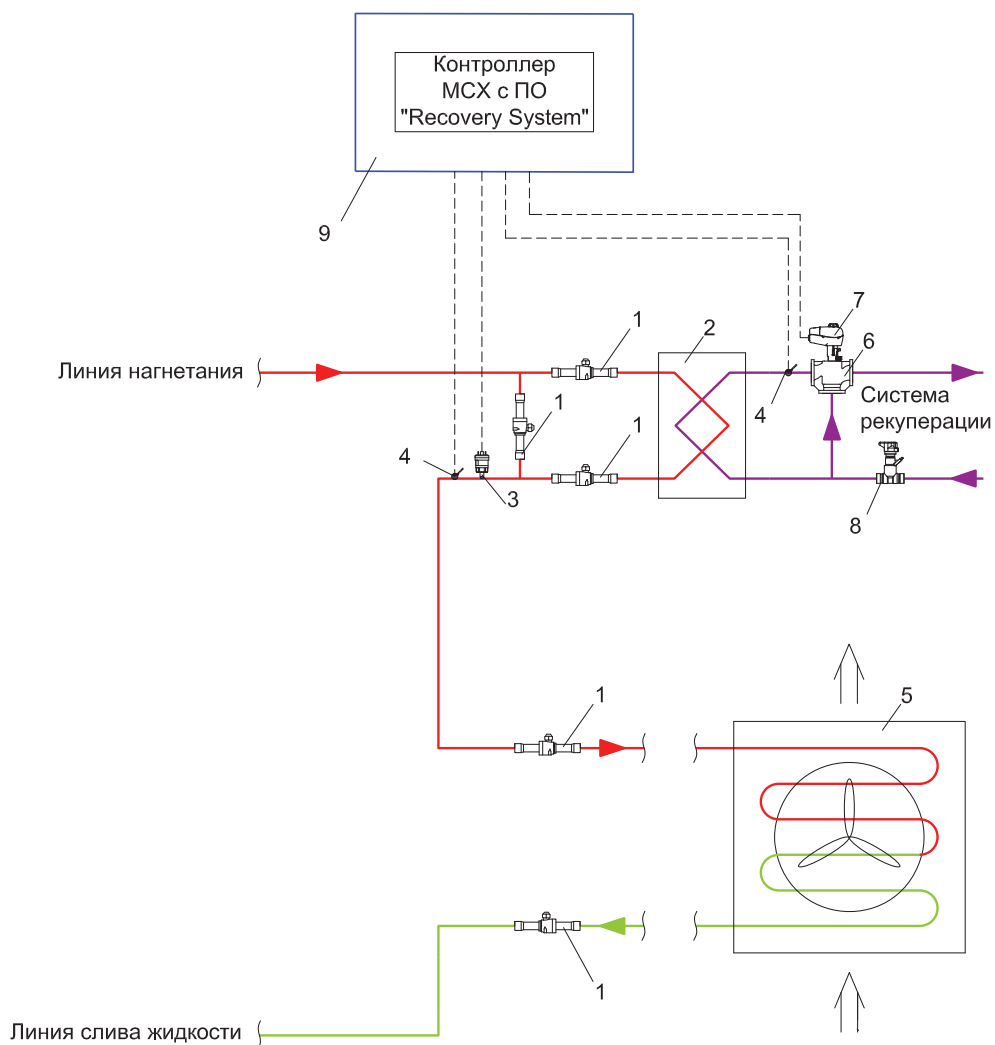 Контроллер
МСХ с ПО
"Recovery System"
9
7
1
2
6
Линия нагнетания
1
4
Система
рекуперации
1
4
3
8
1
5
1
Линия слива жидкости